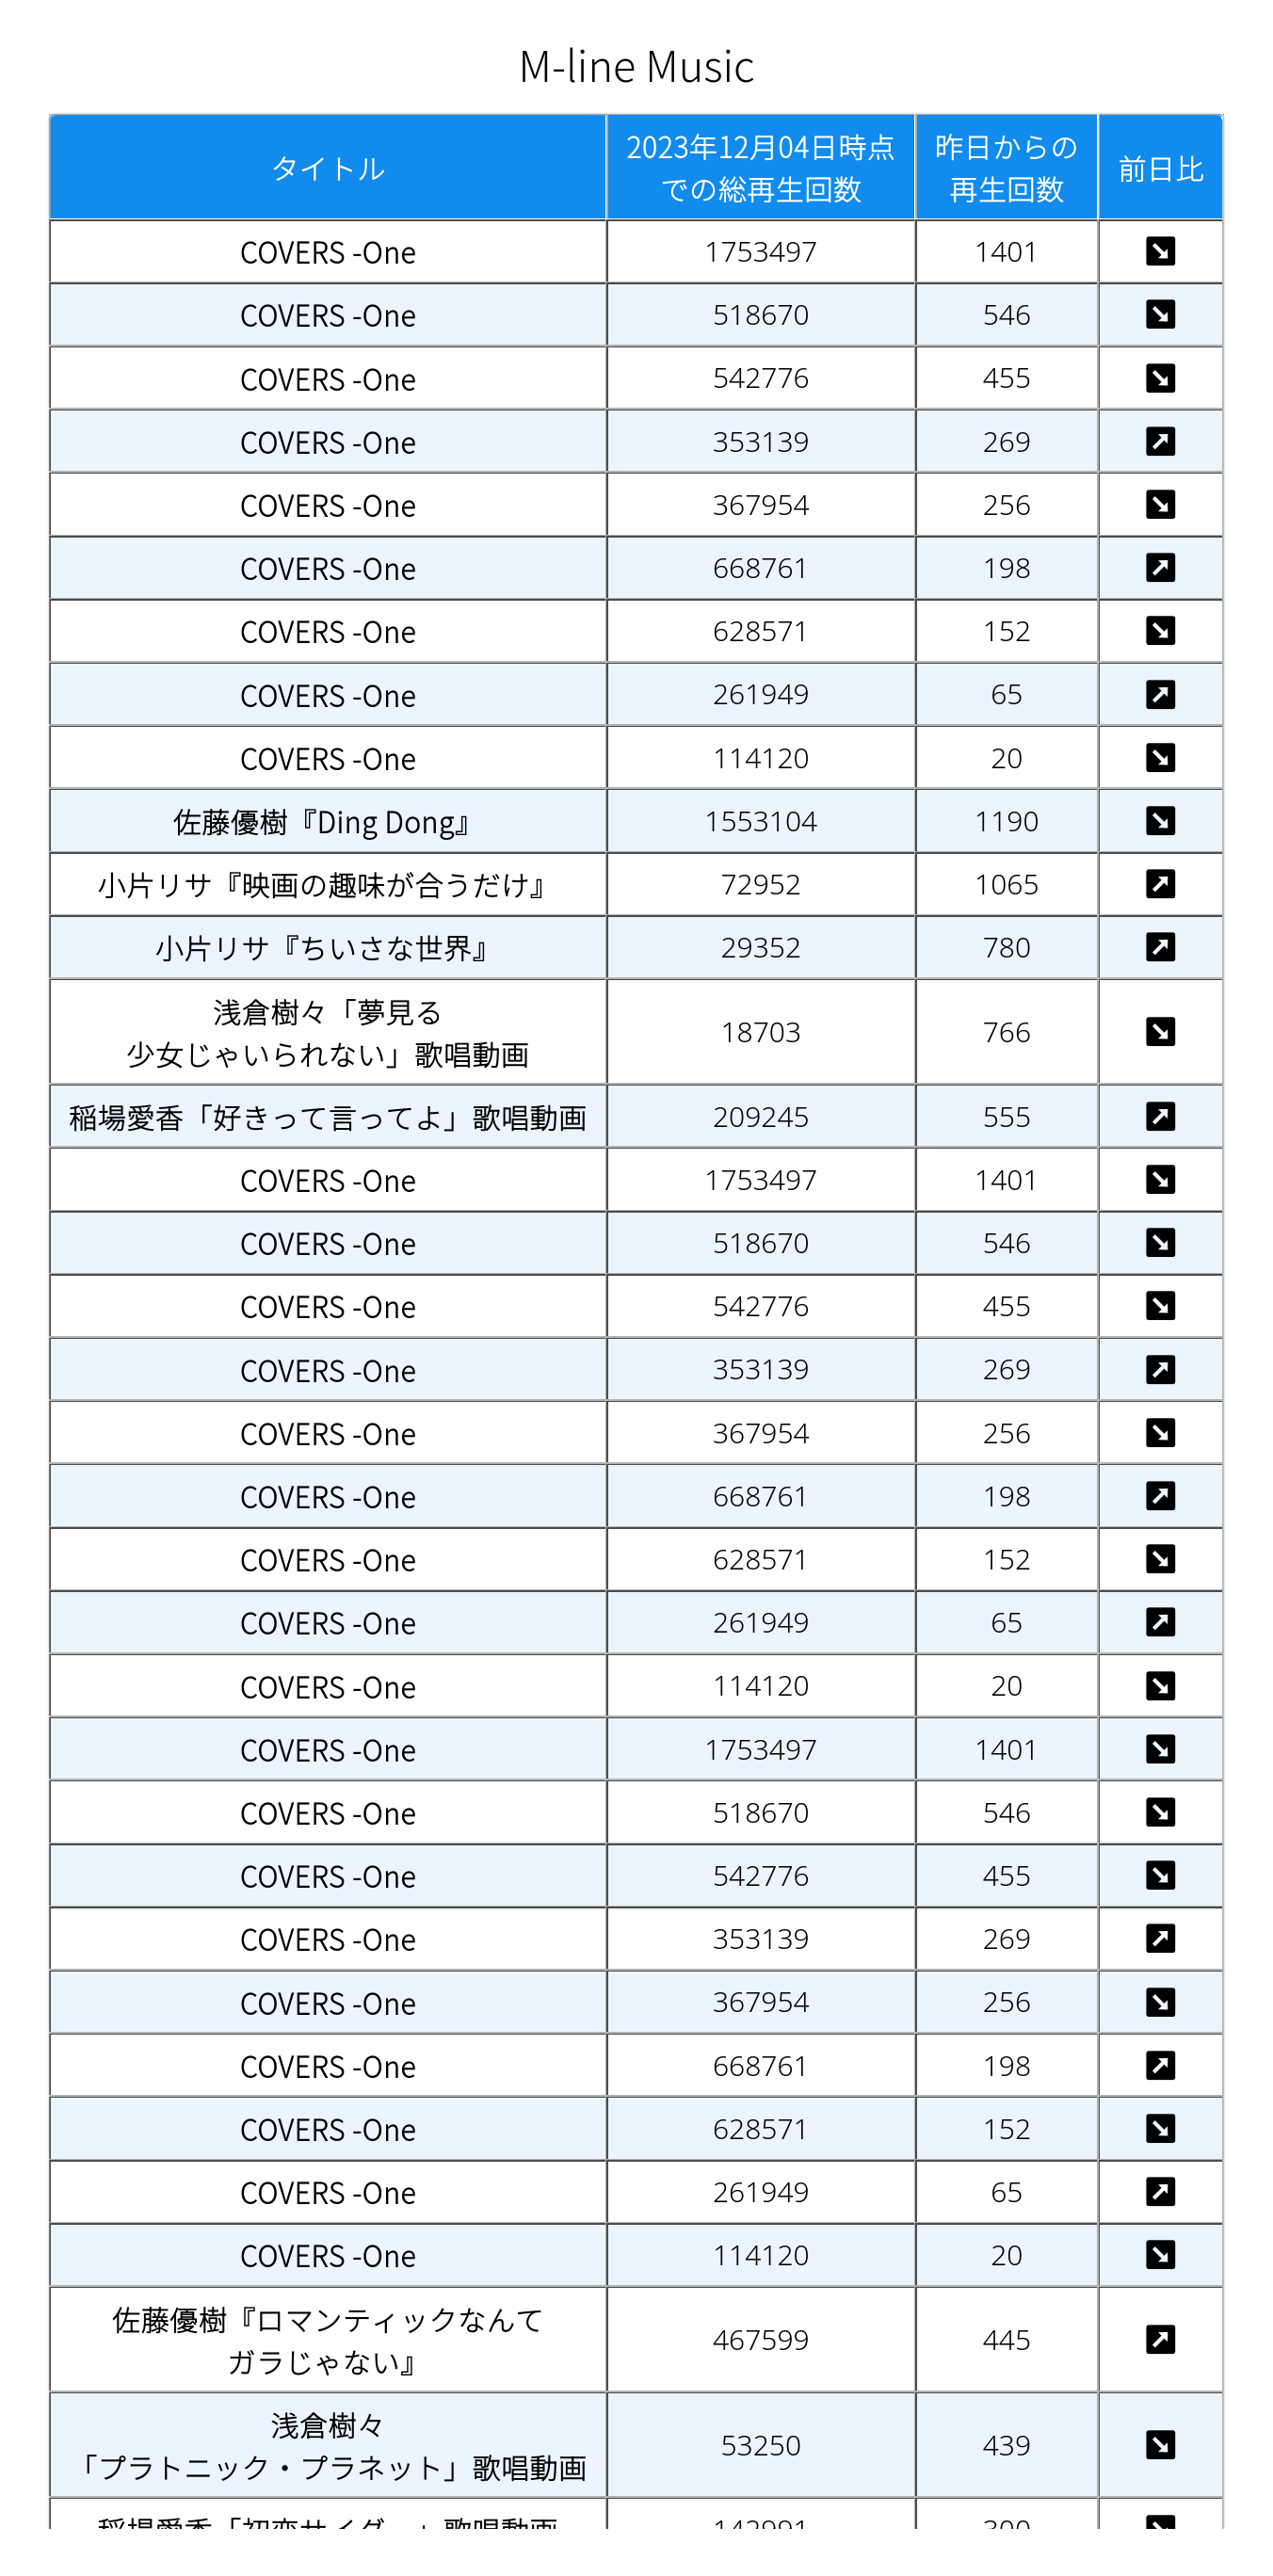 M-line Music
タイトル 2023年12月04日時点 昨日からの 前日比
での総再生回数 再生回数
COVERS -One 1753497 1401
COVERS -One 518670 546
COVERS -One 542776 455
COVERS -One 353139 269
COVERS -One 367954 256
COVERS -One 668761 198
COVERS -One 628571 152
COVERS -One 261949 65
COVERS -One 114120 20
佐藤優樹『Ding Dong』 1553104 1190
小片リサ『映画の趣味が合うだけ』 72952 1065
小片リサ『ちいさな世界』 29352 780
浅倉樹々「夢見る
少女じゃいられない」歌唱動画 18703 766
稲場愛香「好きって言ってよ」歌唱動画 209245 555
COVERS -One 1753497 1401
COVERS -One 518670 546
COVERS -One 542776 455
COVERS -One 353139 269
COVERS -One 367954 256
COVERS -One 668761 198
COVERS -One 628571 152
COVERS -One 261949 65
COVERS -One 114120 20
COVERS -One 1753497 1401
COVERS -One 518670 546
COVERS -One 542776 455
COVERS -One 353139 269
COVERS -One 367954 256
COVERS -One 668761 198
COVERS -One 628571 152
COVERS -One 261949 65
COVERS -One 114120 20
佐藤優樹『ロマンティックなんて
ガラじゃない』 467599 445
浅倉樹々
「プラトニック・プラネット」歌唱動画 53250 439